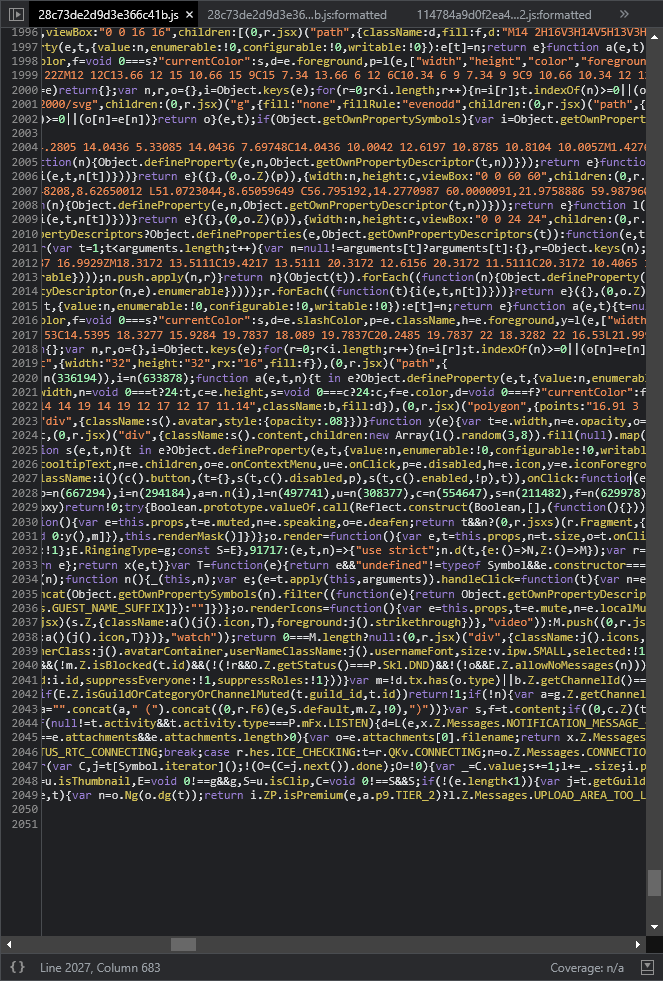 28c73de2d9d3e366c41b.js × 28c73de2d9d3e36…b.js:formatted 114784a9d0f2ea4…2.js:formatted »
1996 ,viewBox:"0 0 16 16",children:[(0,r.jsx)("path",{className:d,fill:f,d:"M14 2H16V3H14V5H13V3H
1997 rty(e,t,{value:n,enumerable:!0,configurable:!0,writable:!0}):e[t]=n;return e}function a(e,t)
1998 olor,f=void 0===s?"currentColor":s,d=e.foreground,p=l(e,["width","height","color","foregroun
1999 22ZM12 12C13.66 12 15 10.66 15 9C15 7.34 13.66 6 12 6C10.34 6 9 7.34 9 9C9 10.66 10.34 12 12
2000 =e)return{};var n,r,o={},i=Object.keys(e);for(r=0;r<i.length;r++){n=i[r];t.indexOf(n)>=0||(o
2001 2000/svg",children:(0,r.jsx)("g",{fill:"none",fillRule:"evenodd",children:(0,r.jsx)("path",{
2002 )>=0||(o[n]=e[n])}return o}(e,t);if(Object.getOwnPropertySymbols){var i=Object.getOwnPropert
2003
2004 .2805 14.0436 5.33085 14.0436 7.69748C14.0436 10.0042 12.6197 10.8785 10.8104 10.005ZM1.4276
2005 ction(n){Object.defineProperty(e,n,Object.getOwnPropertyDescriptor(t,n))}));return e}functio
2006 i(e,t,n[t])}))}return e}({},(0,o.Z)(p)),{width:n,height:c,viewBox:"0 0 60 60",children:(0,r.
2007 8208,8.62650012 L51.0723044,8.65059649 C56.795192,14.2770987 60.0000091,21.9758886 59.987960
2008 n(n){Object.defineProperty(e,n,Object.getOwnPropertyDescriptor(t,n))}));return e}function l(
2009 i(e,t,n[t])}))}return e}({},(0,o.Z)(p)),{width:n,height:c,viewBox:"0 0 24 24",children:(0,r.
2010 ropertyDescriptors?Object.defineProperties(e,Object.getOwnPropertyDescriptors(t)):function(e,t
2011 r(var t=1;t<arguments.length;t++){var n=null!=arguments[t]?arguments[t]:{},r=Object.keys(n);
2012 37 16.9929ZM18.3172 13.5111C19.4217 13.5111 20.3172 12.6156 20.3172 11.5111C20.3172 10.4065 1
2013 rable})));n.push.apply(n,r)}return n}(Object(t)).forEach((function(n){Object.defineProperty(
2014 yDescriptor(n,e).enumerable}))));r.forEach((function(t){i(e,t,n[t])}))}return e}({},(0,o.Z)(
2015 t,{value:n,enumerable:!0,configurable:!0,writable:!0}):e[t]=n;return e}function a(e,t){t=nul
2016 olor,f=void 0===s?"currentColor":s,d=e.slashColor,p=e.className,h=e.foreground,y=l(e,["width
2017 53C14.5395 18.3277 15.9284 19.7837 18.089 19.7837C20.2485 19.7837 22 18.3282 22 16.53L21.999
2018 {};var n,r,o={},i=Object.keys(e);for(r=0;r<i.length;r++){n=i[r];t.indexOf(n)>=0||(o[n]=e[n]
2019 t",{width:"32",height:"32",rx:"16",fill:f}),(0,r.jsx)("path",{
2020 n(336194)),i=n(633878);function a(e,t,n){t in e?Object.defineProperty(e,t,{value:n,enumerabl
2021 width,n=void 0===t?24:t,c=e.height,s=void 0===c?24:c,f=e.color,d=void 0===f?"currentColor":f
2022 14 14 19 14 19 12 17 12 17 11.14",className:b,fill:d}),(0,r.jsx)("polygon",{points:"16.91 3
2023 "div",{className:s().avatar,style:{opacity:.08}})}function y(e){var t=e.width,n=e.opacity,o=
2024 :,(0,r.jsx)("div",{className:s().content,children:new Array(l().random(3,8)).fill(null).map(
2025 on s(e,t,n){t in e?Object.defineProperty(e,t,{value:n,enumerable:!0,configurable:!0,writable
2026 ooltipText,n=e.children,o=e.onContextMenu,u=e.onClick,p=e.disabled,h=e.icon,y=e.iconForegro
2027 lassName:i()(c().button,(t={},s(t,c().disabled,p),s(t,c().enabled,!p),t)),onClick:function(e
2028 )=n(667294),i=n(294184),a=n.n(i),l=n(497741),u=n(308377),c=n(554647),s=n(211482),f=n(629978)
2029 oxy)return!0;try{Boolean.prototype.valueOf.call(Reflect.construct(Boolean,[],(function(){}))
2030 on(){var e=this.props,t=e.muted,n=e.speaking,o=e.deafen;return t&&n?(0,r.jsxs)(r.Fragment,{
2031 d 0:y(),m]}),this.renderMask()]})};o.render=function(){var e,t=this.props,n=t.size,o=t.onCli
2032 :!1};E.RingingType=g;const S=E},91717:(e,t,n)=>{"use strict";n.d(t,{e:()=>N,Z:()=>M});var r=
2033 rn e};return x(e,t)}var T=function(e){return e&&"undefined"!=typeof Symbol&&e.constructor===
2034 (n);function n(){_(this,n);var e;(e=t.apply(this,arguments)).handleClick=function(t){var n=e
2035 ncat(Object.getOwnPropertySymbols(n).filter((function(e){return Object.getOwnPropertyDescrip
2036 s.GUEST_NAME_SUFFIX]}):""]})};o.renderIcons=function(){var e=this.props,t=e.mute,n=e.localMu
2037 jsx)(s.Z,{className:a()(j().icon,T),foreground:j().strikethrough})},"video")):M.push((0,r.js
2038 :a()(j().icon,T)})},"watch"));return 0===M.length?null:(0,r.jsx)("div",{className:j().icons,
2039 nerClass:j().avatarContainer,userNameClassName:j().usernameFont,size:v.ipw.SMALL,selected:!1
2040 &&(!m.Z.isBlocked(t.id)&&(!(!r&&O.Z.getStatus()===P.Skl.DND)&&!(!o&&E.Z.allowNoMessages(n)))
2041 d:i.id,suppressEveryone:!1,suppressRoles:!1}))}var m=!d.tx.has(o.type)||b.Z.getChannelId()==
2042 if(E.Z.isGuildOrCategoryOrChannelMuted(t.guild_id,t.id))return!1;if(!n){var a=g.Z.getChannel
2043 a="".concat(a," (").concat((0,r.F6)(e,S.default,m.Z,!0),")"))}var s,f=t.content;if((0,c.Z)(t
2044 f(null!=t.activity&&t.activity.type===P.mFx.LISTEN){d=L(e,x.Z.Messages.NOTIFICATION_MESSAGE_
2045 ==e.attachments&&e.attachments.length>0){var o=e.attachments[0].filename;return x.Z.Messages
2046 TUS_RTC_CONNECTING;break;case r.hes.ICE_CHECKING:t=r.QKv.CONNECTING;n=o.Z.Messages.CONNECTIO
2047 r(var C,j=t[Symbol.iterator]();!(O=(C=j.next()).done);O=!0){var _=C.value;s+=1;l+=_.size;i.p
2048 =u.isThumbnail,E=void 0!==g&&g,S=u.isClip,C=void 0!==S&&S;if(!(e.length<1)){var j=t.getGuild
2049 e,t){var n=o.Ng(o.dg(t));return i.ZP.isPremium(e,a.p9.TIER_2)?l.Z.Messages.UPLOAD_AREA_TOO_L
2050
2051
{} Line 2027, Column 683 Coverage: n/a